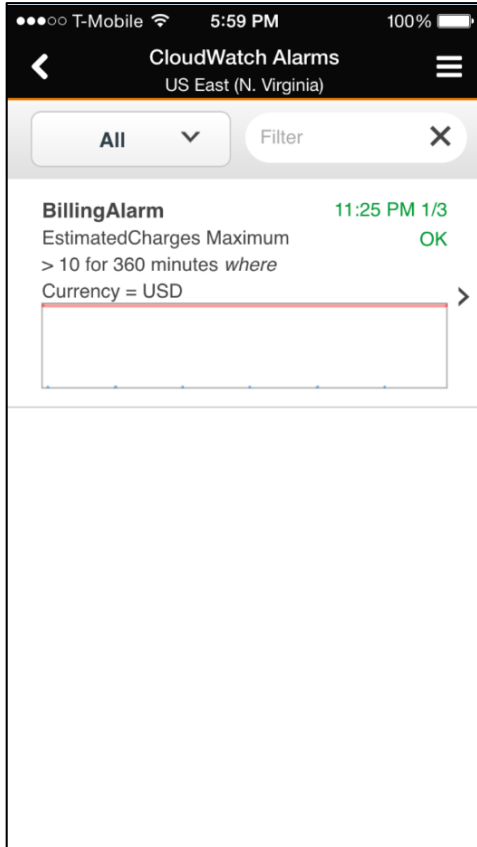 T-Mobile 5:59 PM 100%
CloudWatch Alarms
US East (N. Virginia)
All Filter
BillingAlarm 11:25 PM 1/3
EstimatedCharges Maximum OK
> 10 for 360 minutes where
Currency = USD